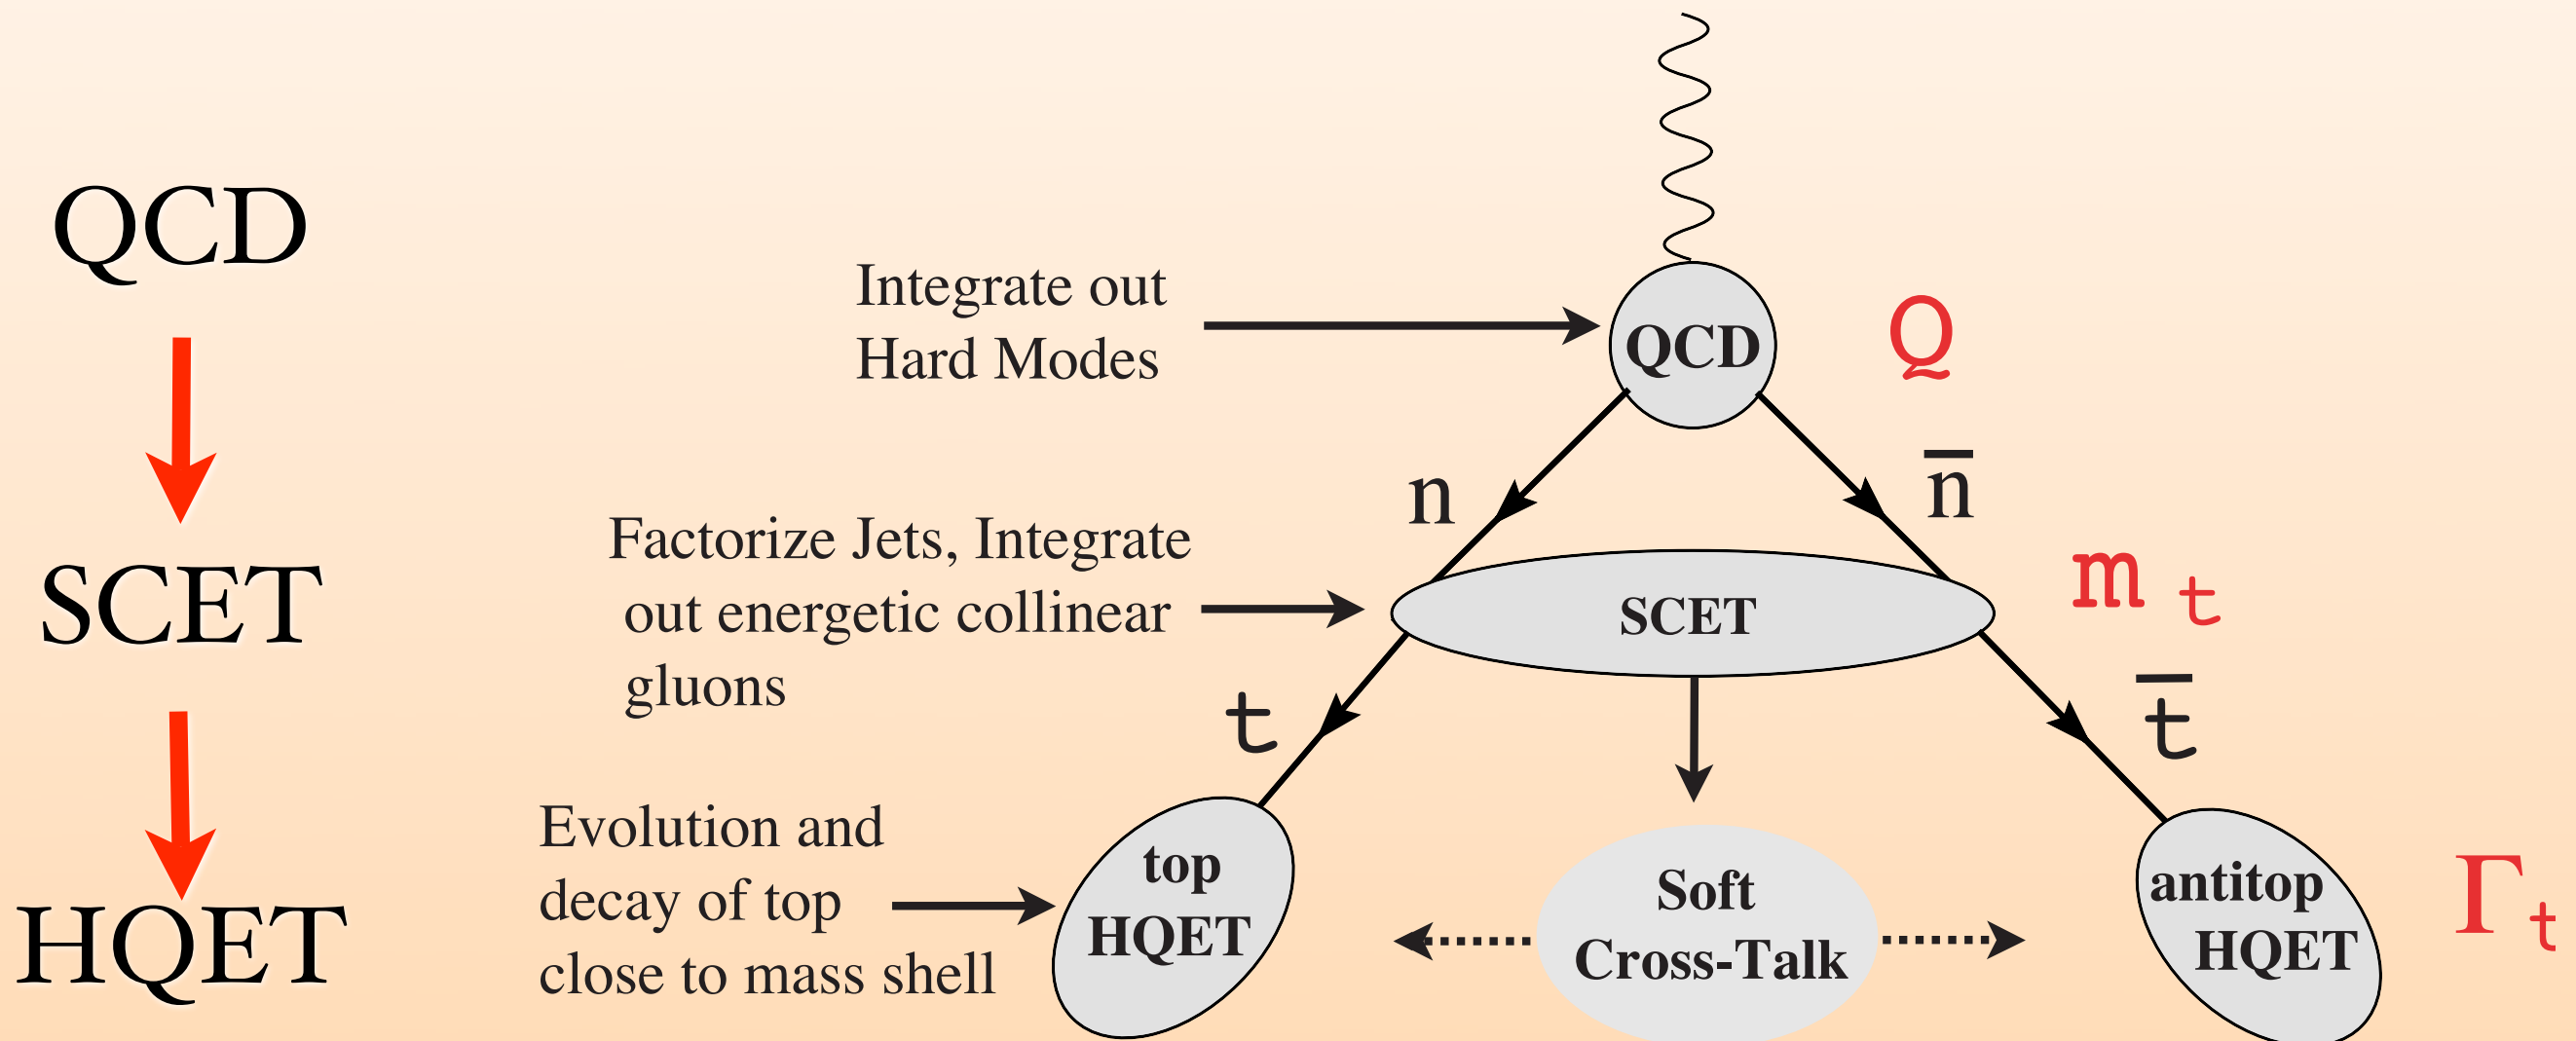 QCD
SCET
HQET
Integrate out
Hard Modes
QCD
Q
n
n̅
Factorize Jets, Integrate
out energetic collinear
gluons
SCET
m t
t
t̅
Evolution and
decay of top
close to mass shell
top
HQET
Soft
Cross-Talk
antitop
HQET
Γt